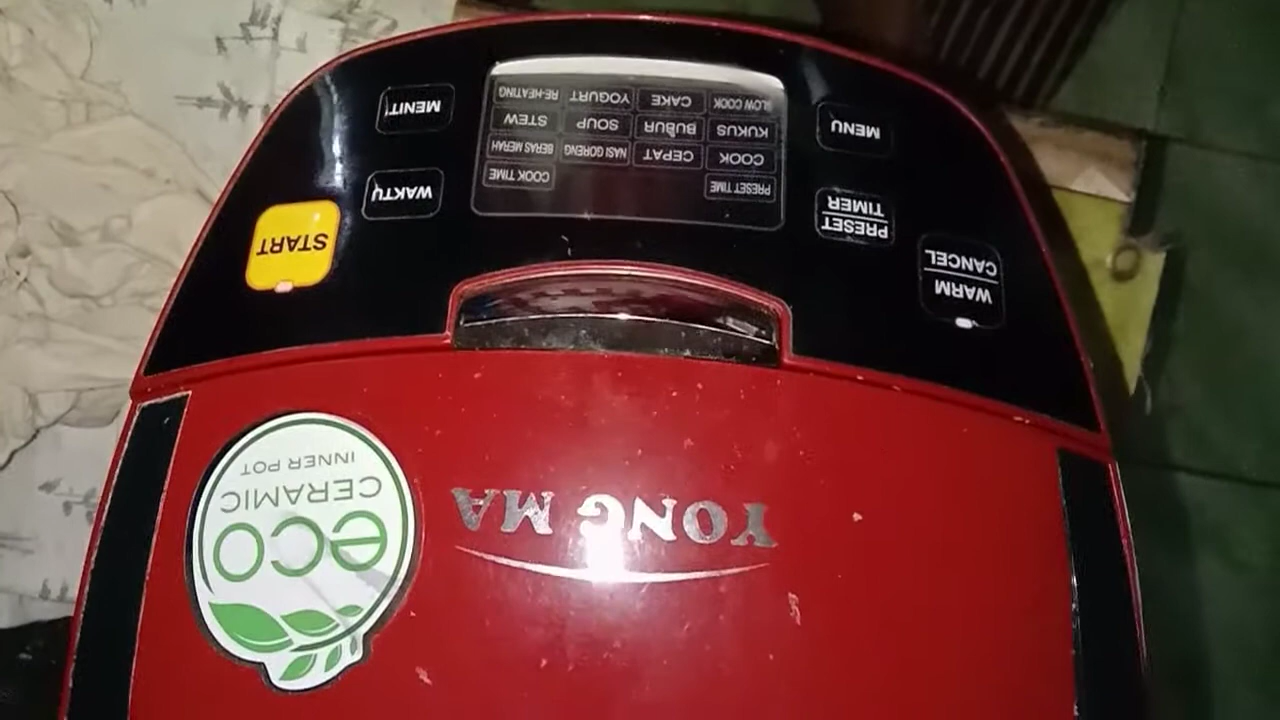 YONG MA
eco
CERAMIC
INNER POT
WARM
CANCEL
PRESET
TIMER
MENU
PRESET TIME COOK TIME
COOK CEPAT NASI GORENG BERAS MERAH
KUKUS BUBUR SOUP STEW
SLOW COOK CAKE YOGURT RE-HEATING
WAKTU
MENIT
START